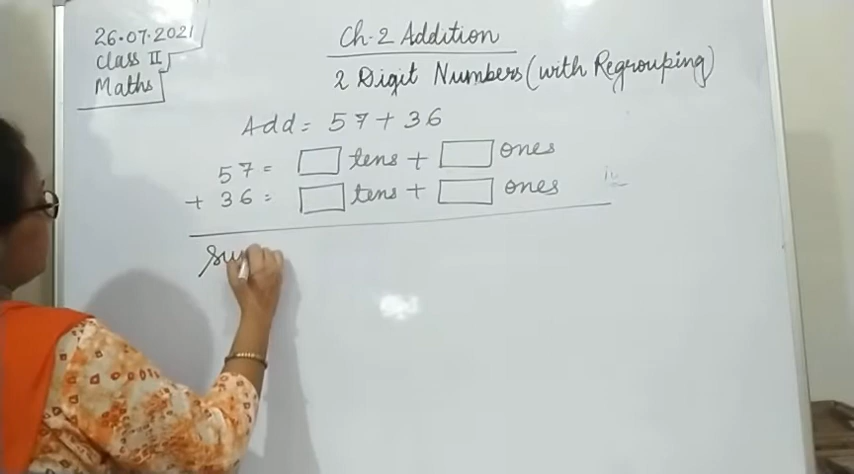 26.07.2021
Class II
Maths
Ch-2 Addition
2 Digit Numbers (with Regrouping)
Add = 57 + 36
57 = tens + ones
+ 36 = tens + ones
Su